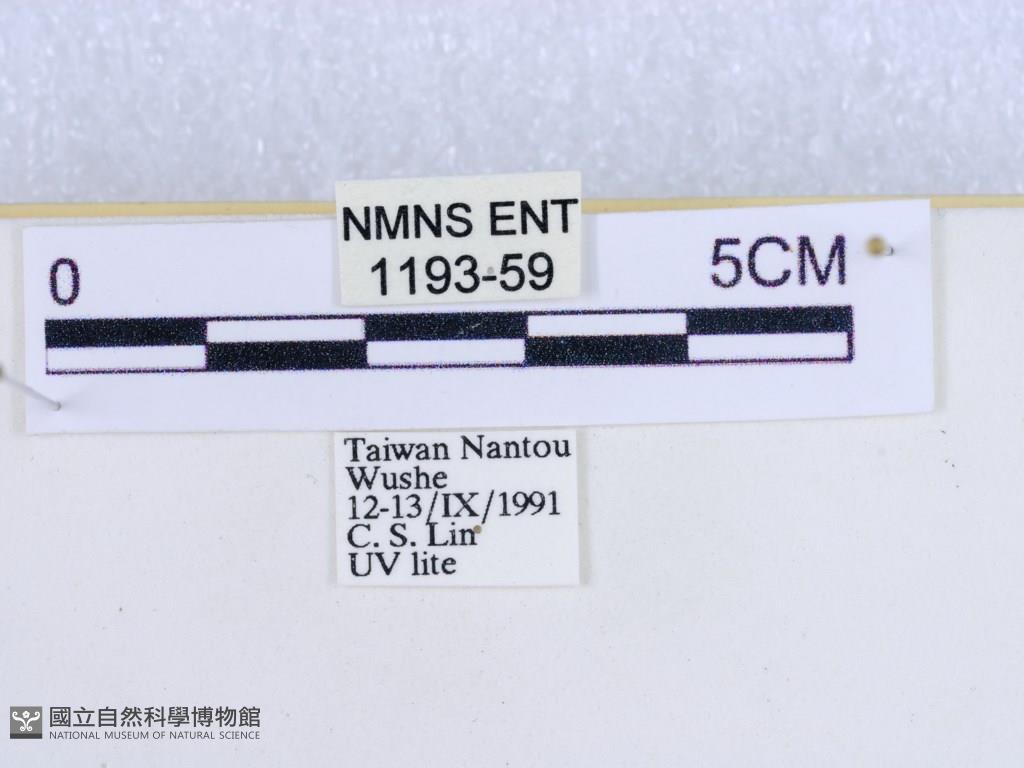 NMNS ENT
1193-59
0
5CM
Taiwan Nantou
Wushe
12-13/IX/1991
C. S. Lin
UV lite
國立自然科學博物館
NATIONAL MUSEUM OF NATURAL SCIENCE